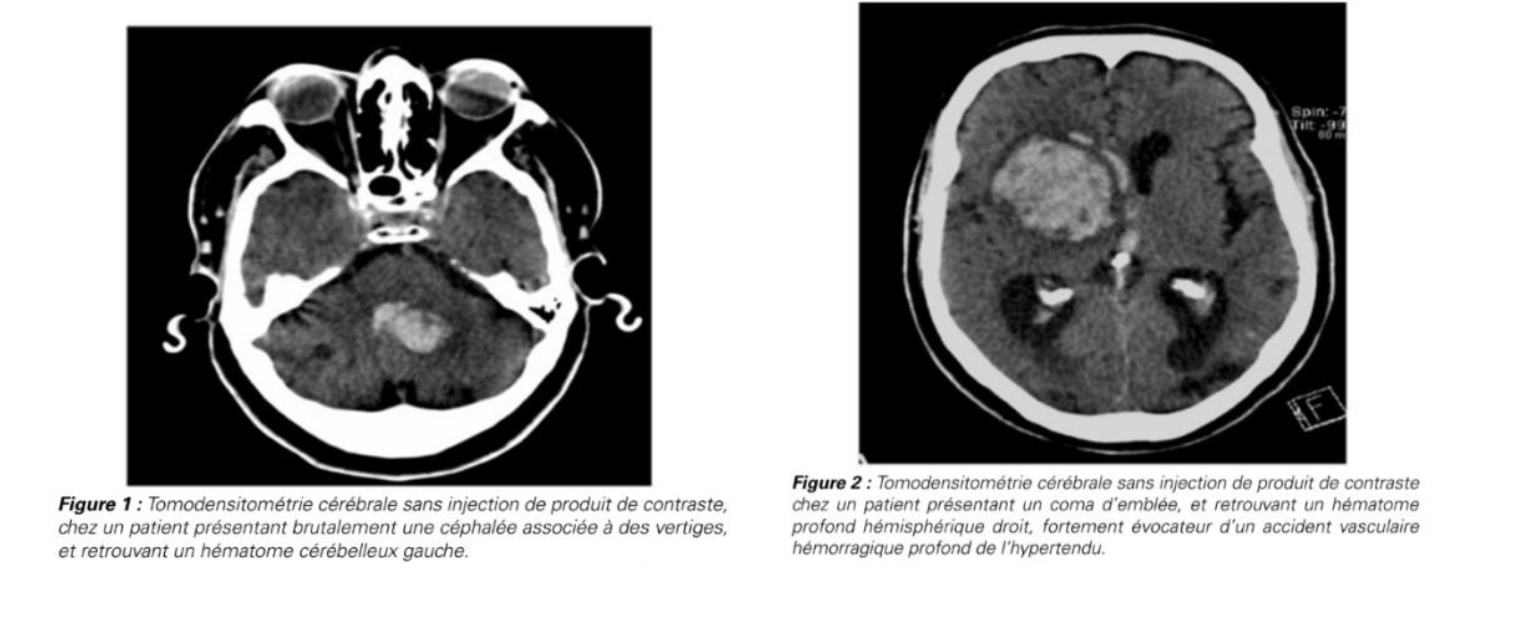 Spin: -7
Tilt: -99
80 m
F
Figure 1 : Tomodensitométrie cérébrale sans injection de produit de contraste,
chez un patient présentant brutalement une céphalée associée à des vertiges,
et retrouvant un hématome cérébelleux gauche.
Figure 2 : Tomodensitométrie cérébrale sans injection de produit de contraste
chez un patient présentant un coma d'emblée, et retrouvant un hématome
profond hémisphérique droit, fortement évocateur d'un accident vasculaire
hémorragique profond de l'hypertendu.